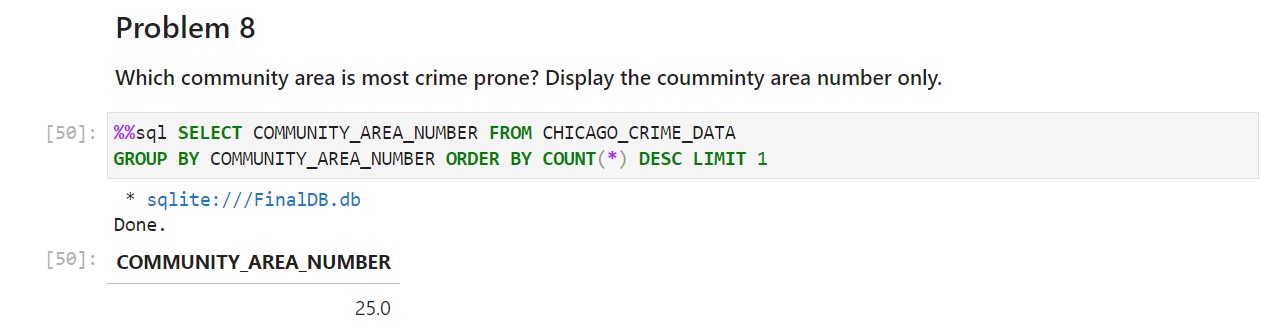 Problem 8
Which community area is most crime prone? Display the coumminty area number only.
[50]: %%sql SELECT COMMUNITY_AREA_NUMBER FROM CHICAGO_CRIME_DATA
GROUP BY COMMUNITY_AREA_NUMBER ORDER BY COUNT(*) DESC LIMIT 1
* sqlite:///FinalDB.db
Done.
[50]: COMMUNITY_AREA_NUMBER
25.0